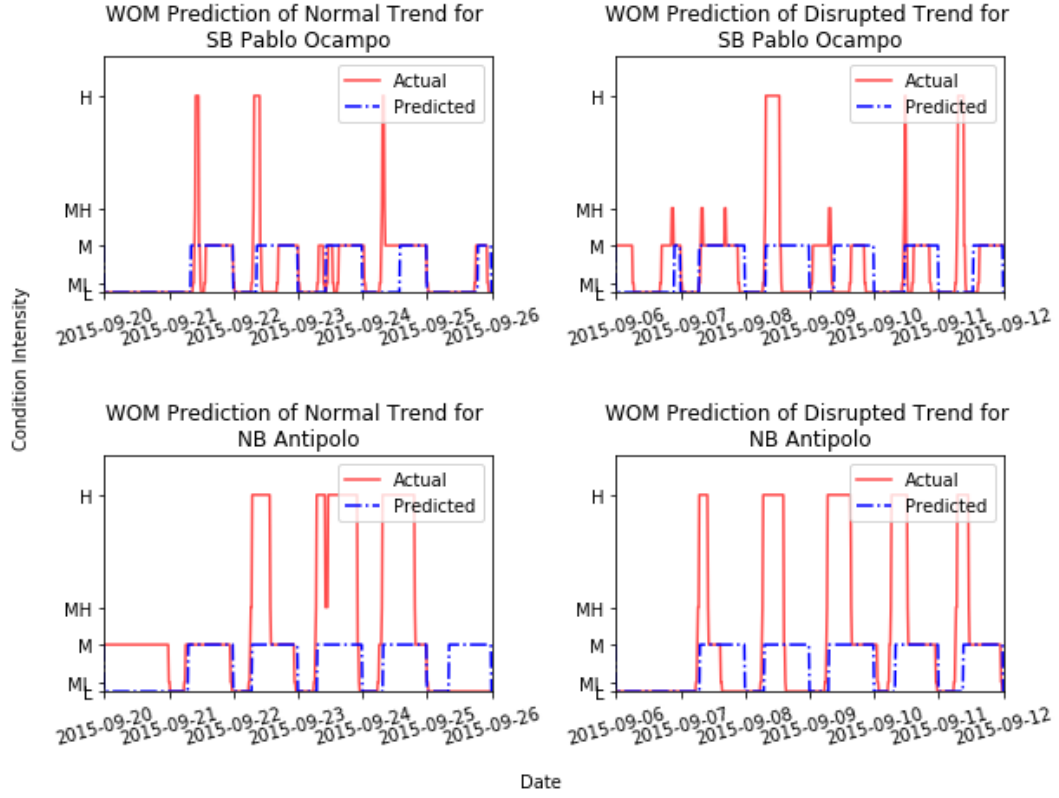 WOM Prediction of Normal Trend for
SB Pablo Ocampo
H
MH
M
ML
L
Actual
Predicted
2015-09-20
2015-09-21
2015-09-22
2015-09-23
2015-09-24
2015-09-25
2015-09-26
WOM Prediction of Disrupted Trend for
SB Pablo Ocampo
H
MH
M
ML
L
Actual
Predicted
2015-09-06
2015-09-07
2015-09-08
2015-09-09
2015-09-10
2015-09-11
2015-09-12
Condition Intensity
WOM Prediction of Normal Trend for
NB Antipolo
H
MH
M
ML
L
Actual
Predicted
2015-09-20
2015-09-21
2015-09-22
2015-09-23
2015-09-24
2015-09-25
2015-09-26
WOM Prediction of Disrupted Trend for
NB Antipolo
H
MH
M
ML
L
Actual
Predicted
2015-09-06
2015-09-07
2015-09-08
2015-09-09
2015-09-10
2015-09-11
2015-09-12
Date